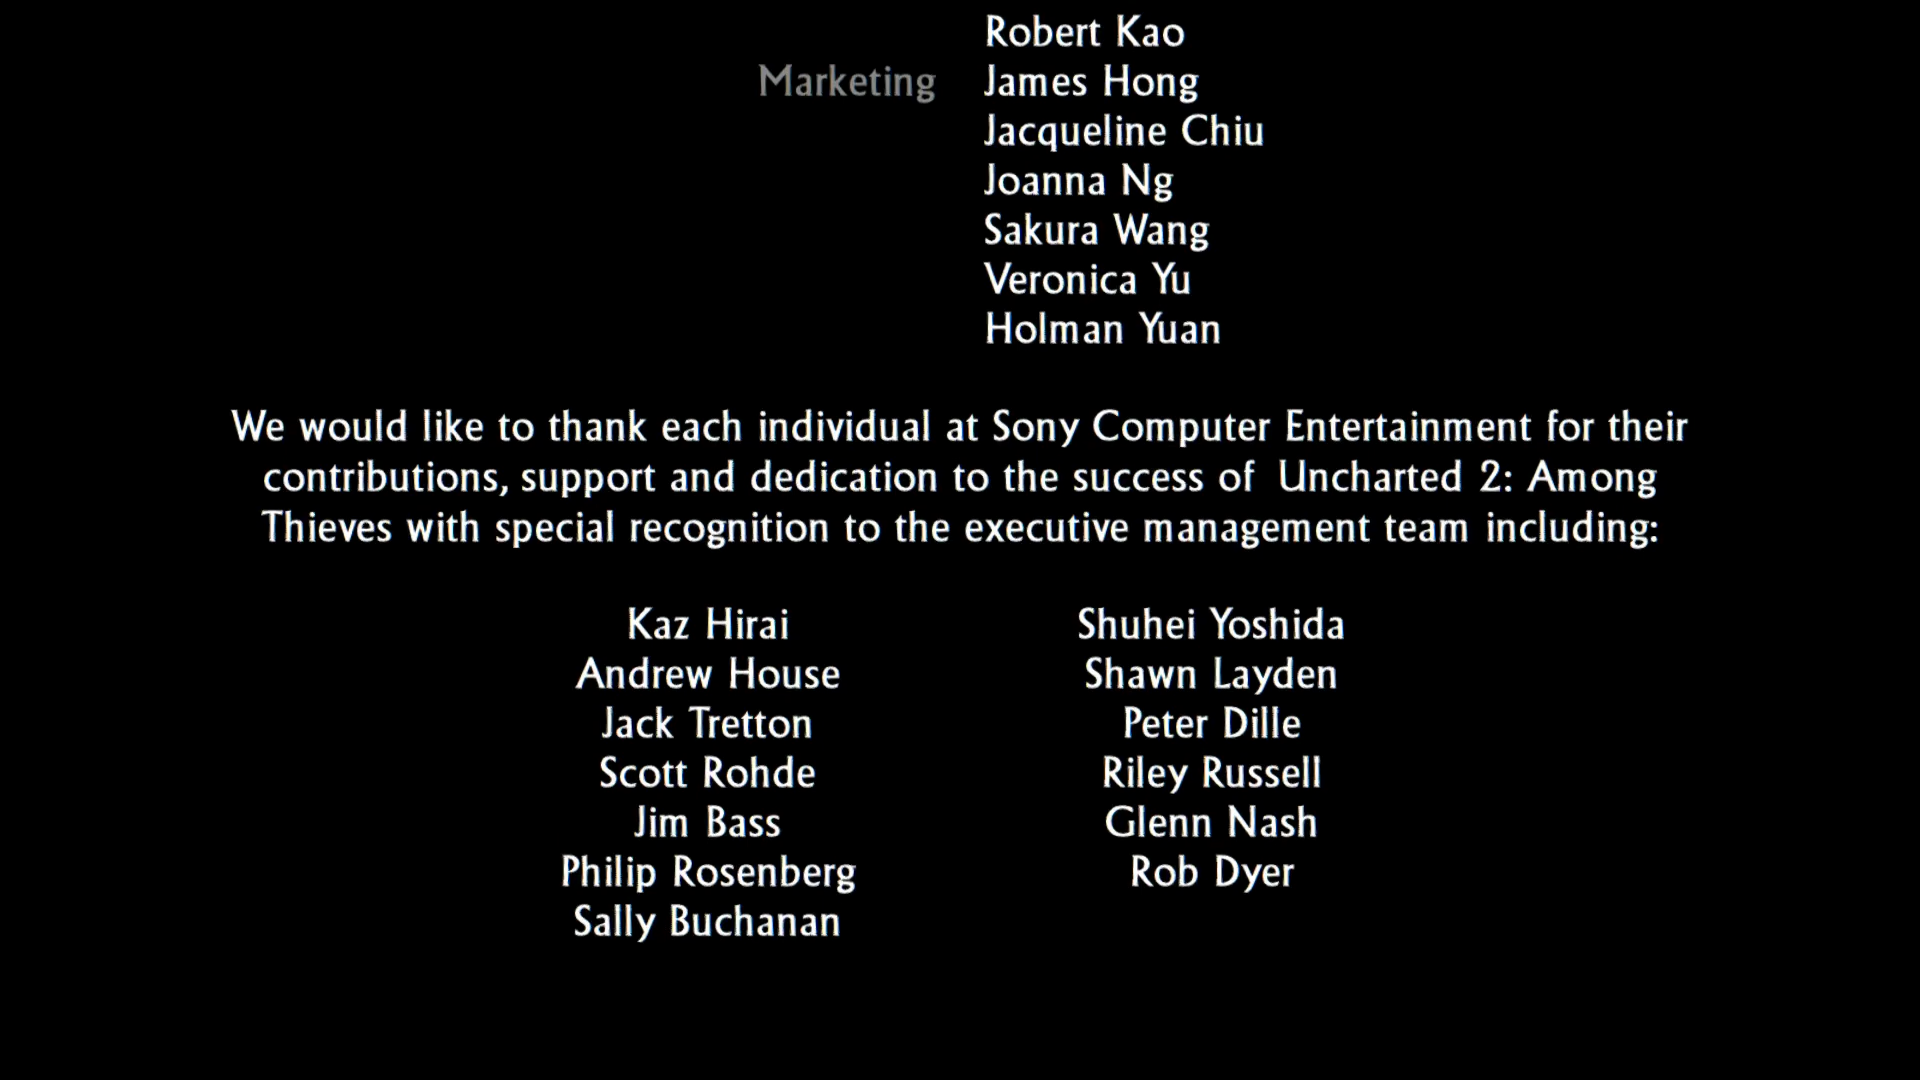 Robert Kao
Marketing James Hong
Jacqueline Chiu
Joanna Ng
Sakura Wang
Veronica Yu
Holman Yuan
We would like to thank each individual at Sony Computer Entertainment for their
contributions, support and dedication to the success of Uncharted 2: Among
Thieves with special recognition to the executive management team including:
Kaz Hirai
Andrew House
Jack Tretton
Scott Rohde
Jim Bass
Philip Rosenberg
Sally Buchanan
Shuhei Yoshida
Shawn Layden
Peter Dille
Riley Russell
Glenn Nash
Rob Dyer